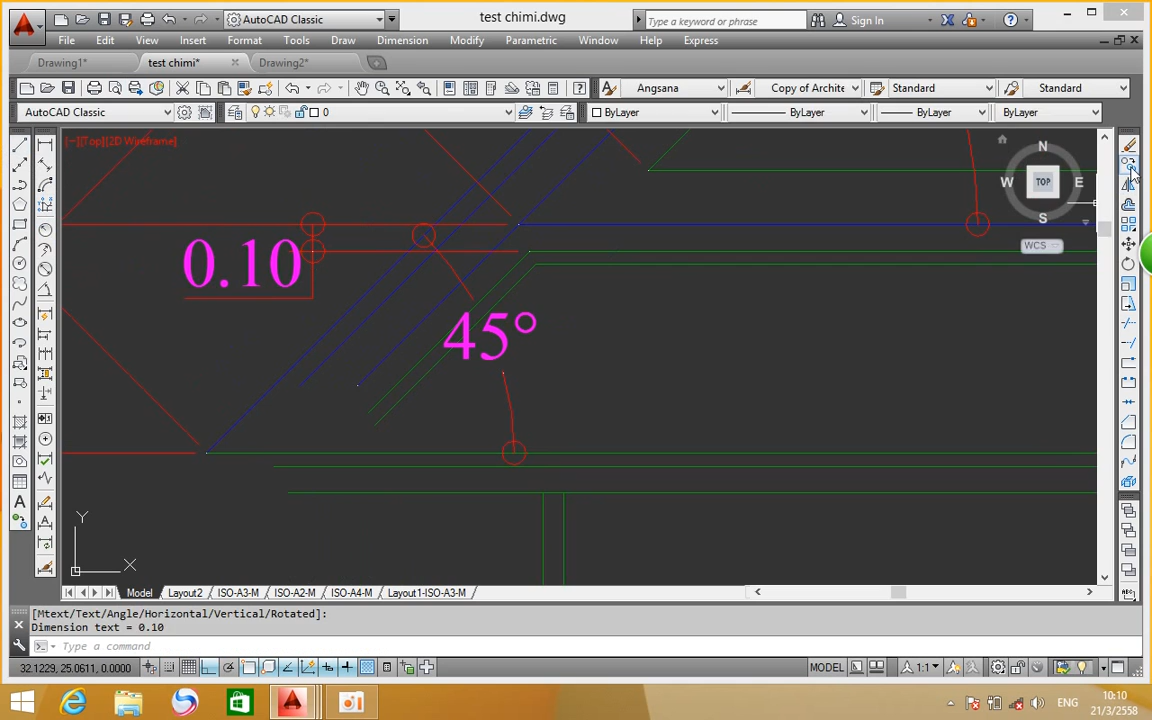 AutoCAD Classic
test chimi.dwg
Type a keyword or phrase
Sign In
File Edit View Insert Format Tools Draw Dimension Modify Parametric Window Help Express
Drawing1* test chimi* Drawing2*
Angsana Copy of Archite Standard Standard
AutoCAD Classic 0 ByLayer ByLayer ByLayer ByLayer
[−][Top][2D Wireframe]
N
W TOP E
S
WCS
0.10
45°
Y
X
Model Layout2 ISO-A3-M ISO-A2-M ISO-A4-M Layout1-ISO-A3-M
[Mtext/Text/Angle/Horizontal/Vertical/Rotated]:
Dimension text = 0.10
Type a command
32.1229, 25.0611, 0.0000 MODEL 1:1
ENG
10:10
21/3/2558